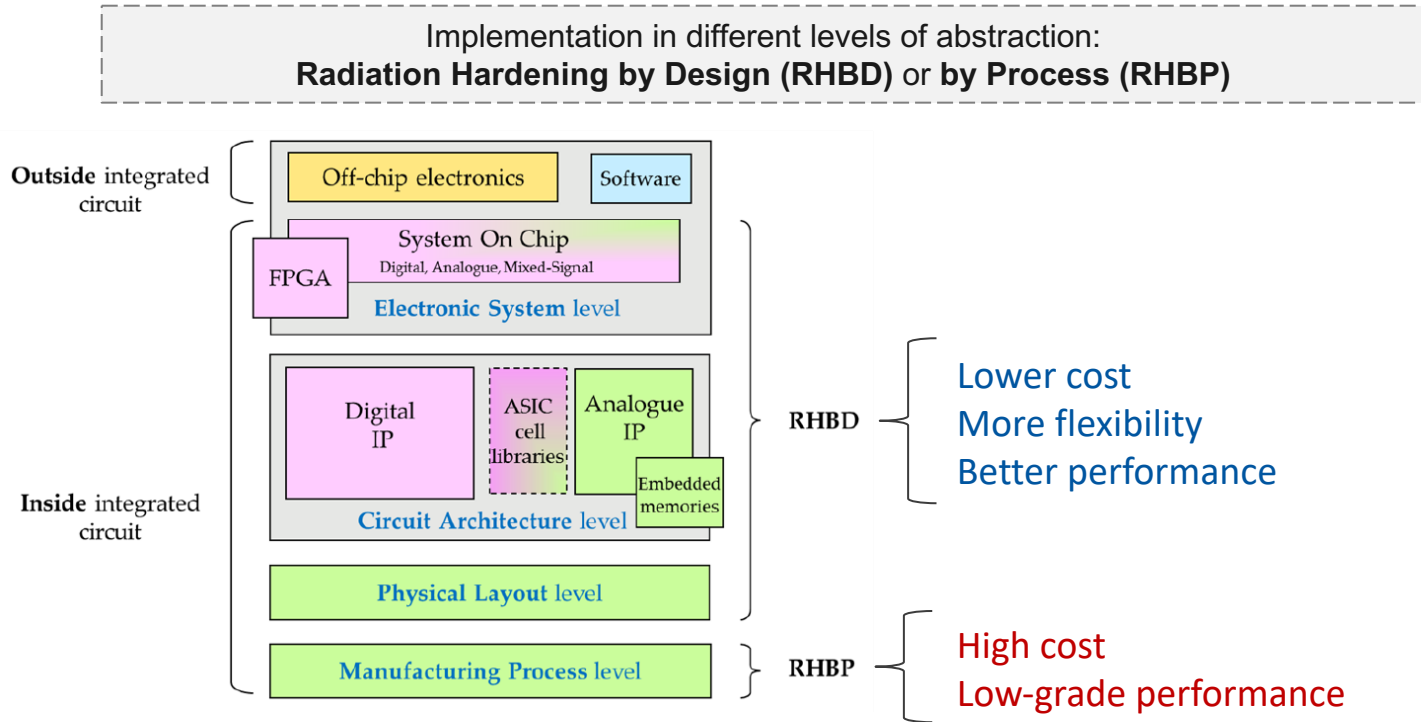 Implementation in different levels of abstraction:
Radiation Hardening by Design (RHBD) or by Process (RHBP)
Outside integrated
circuit
Off-chip electronics
Software
System On Chip
Digital, Analogue, Mixed-Signal
FPGA
Electronic System level
Inside integrated
circuit
Digital
IP
ASIC
cell
libraries
Analogue
IP
Embedded
memories
Circuit Architecture level
Physical Layout level
Manufacturing Process level
RHBD
Lower cost
More flexibility
Better performance
RHBP
High cost
Low-grade performance